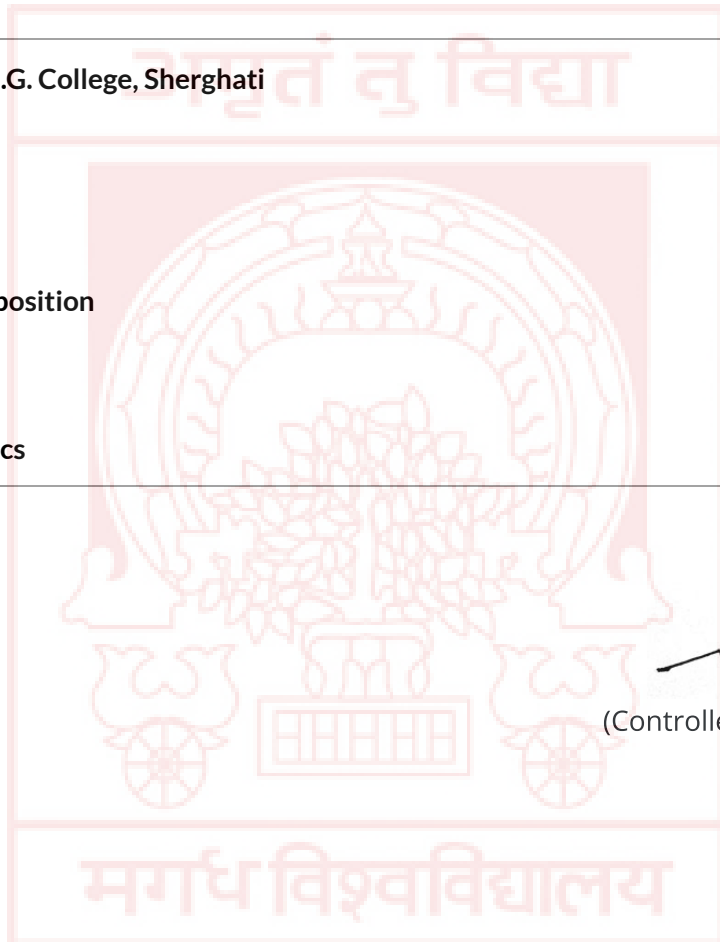 अमृतं तु विद्या
.G. College, Sherghati
position
cs
(Controlle
मगध विश्वविद्यालय